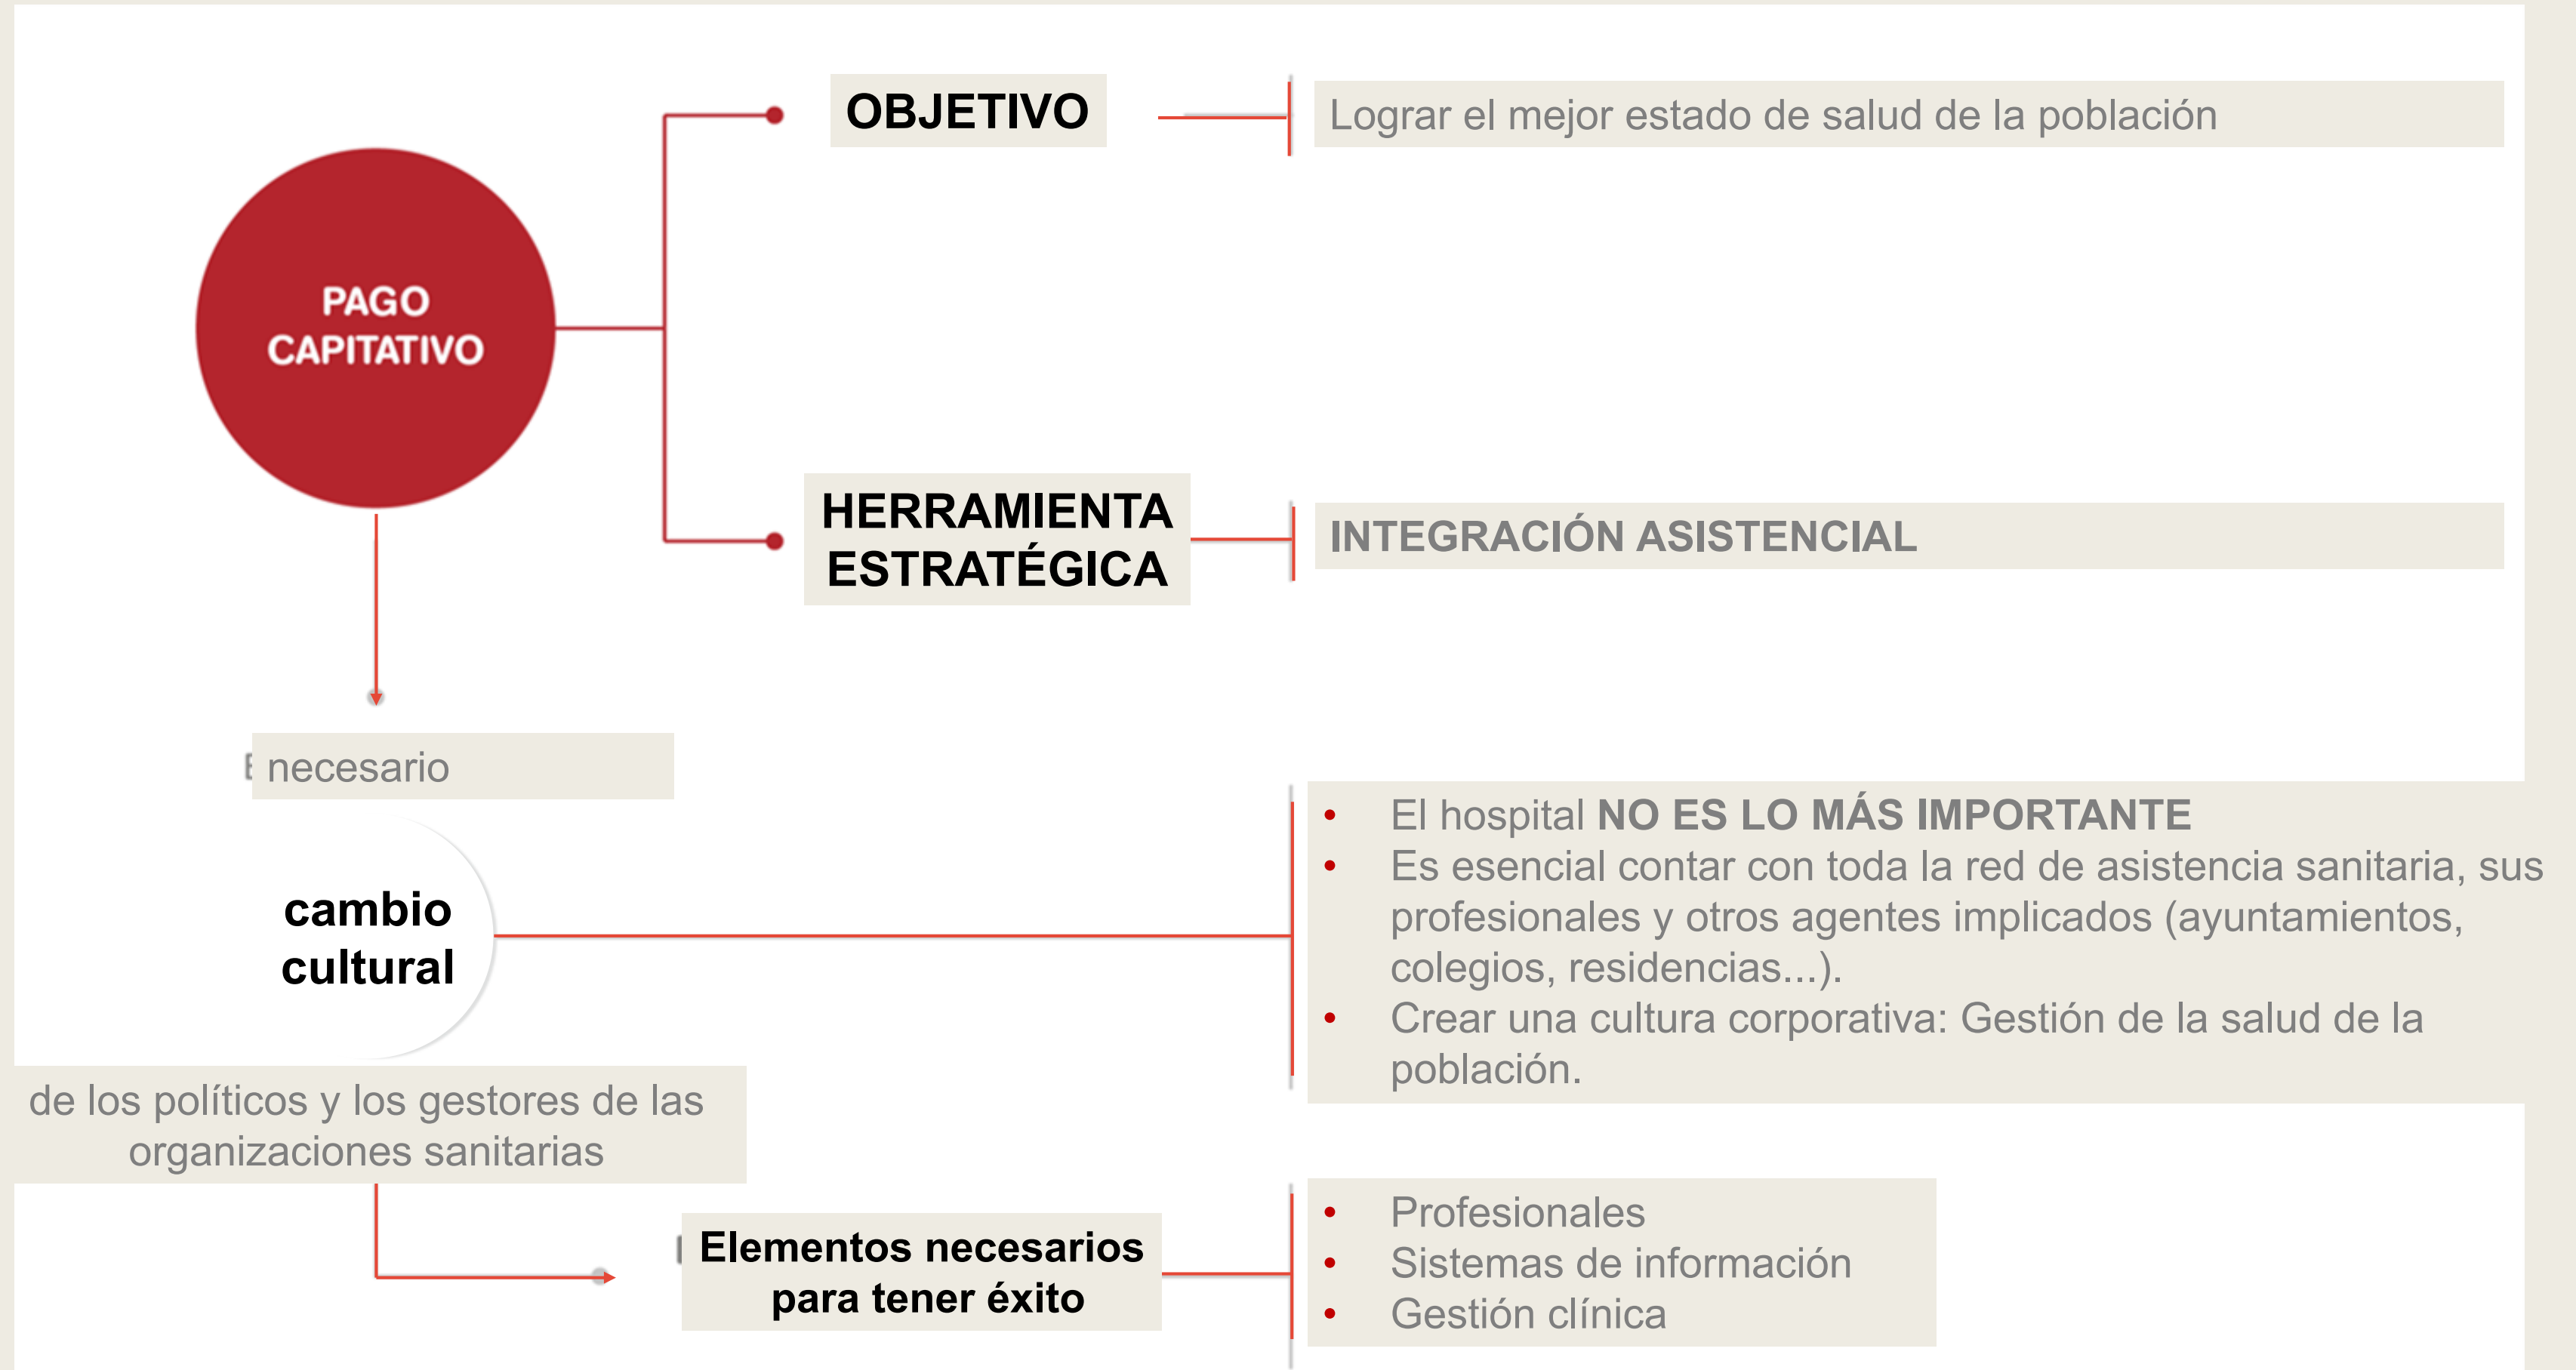 OBJETIVO
Lograr el mejor estado de salud de la población
PAGO
CAPITATIVO
HERRAMIENTA
ESTRATÉGICA
INTEGRACIÓN ASISTENCIAL
necesario
cambio
cultural
• El hospital NO ES LO MÁS IMPORTANTE
• Es esencial contar con toda la red de asistencia sanitaria, sus
profesionales y otros agentes implicados (ayuntamientos,
colegios, residencias...).
• Crear una cultura corporativa: Gestión de la salud de la
población.
de los políticos y los gestores de las
organizaciones sanitarias
Elementos necesarios
para tener éxito
• Profesionales
• Sistemas de información
• Gestión clínica